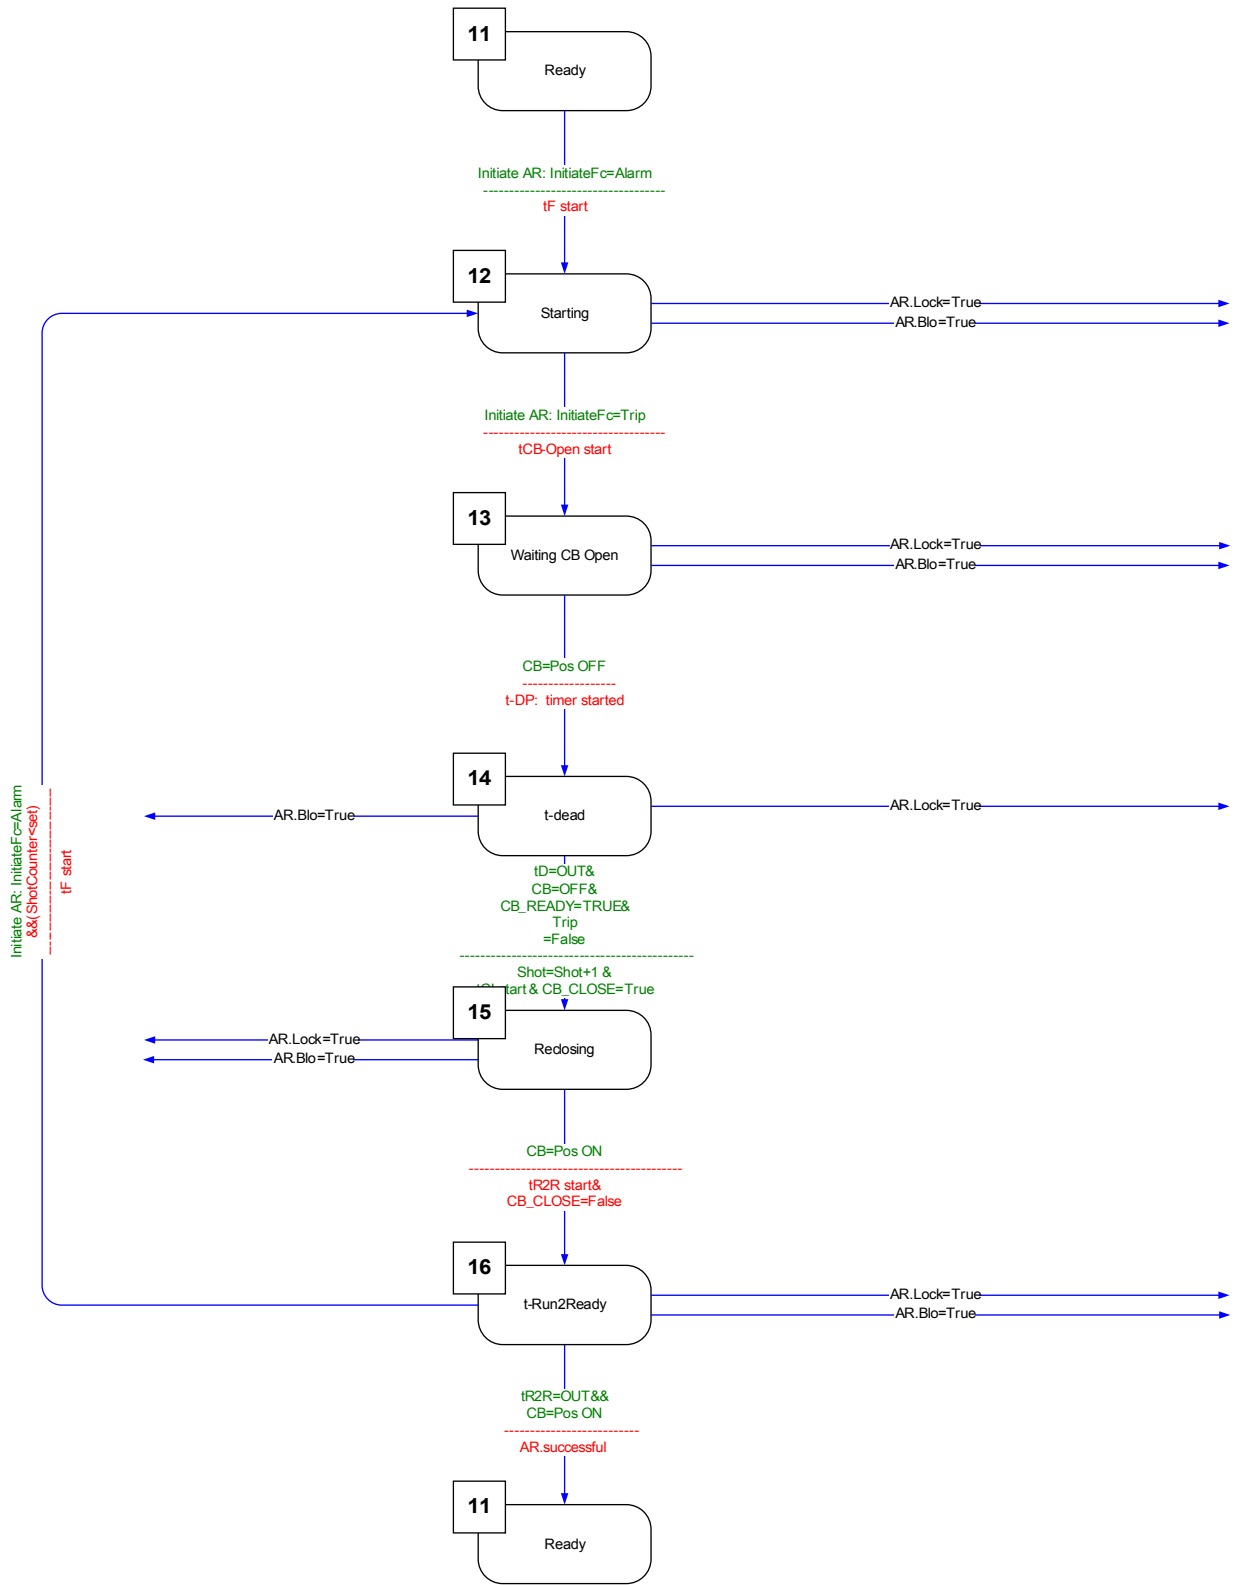 11
Ready
Initiate AR: InitiateFc=Alarm
------------------------------------
tF start
12
Starting
AR.Lock=True
AR.Blo=True
Initiate AR: InitiateFc=Trip
------------------------------------
tCB-Open start
13
Waiting CB Open
AR.Lock=True
AR.Blo=True
CB=Pos OFF
------------------
t-DP: timer started
14
t-dead
AR.Blo=True
AR.Lock=True
Initiate AR: InitiateFc=Alarm
&&(ShotCounter<set)
--------------------------------
tF start
tD=OUT&
CB=OFF&
CB_READY=TRUE&
Trip
=False
----------------------------------------------
Shot=Shot+1 &
tart & CB_CLOSE=True
15
Reclosing
AR.Lock=True
AR.Blo=True
CB=Pos ON
------------------------------------------
tR2R start&
CB_CLOSE=False
16
t-Run2Ready
AR.Lock=True
AR.Blo=True
tR2R=OUT&&
CB=Pos ON
--------------------------
AR.successful
11
Ready